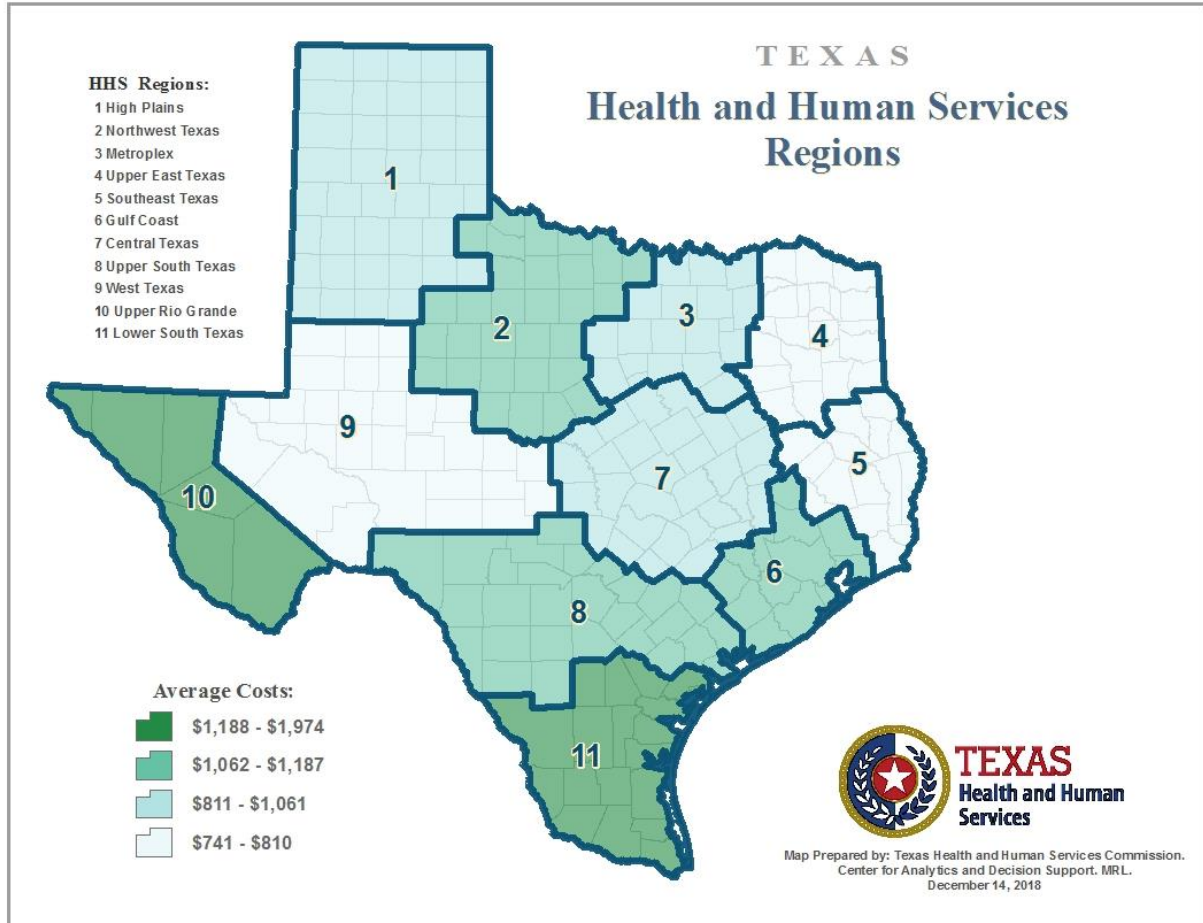 TEXAS
Health and Human Services
Regions
HHS Regions:
1 High Plains
2 Northwest Texas
3 Metroplex
4 Upper East Texas
5 Southeast Texas
6 Gulf Coast
7 Central Texas
8 Upper South Texas
9 West Texas
10 Upper Rio Grande
11 Lower South Texas
1
2
3
4
9
7
5
10
6
8
11
Average Costs:
$1,188 - $1,974
$1,062 - $1,187
$811 - $1,061
$741 - $810
TEXAS
Health and Human
Services
Map Prepared by: Texas Health and Human Services Commission.
Center for Analytics and Decision Support. MRL.
December 14, 2018